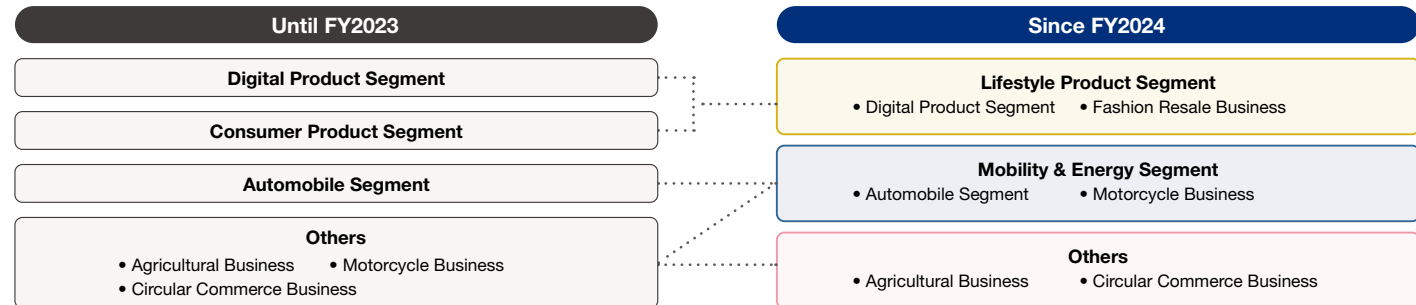 Until FY2023
Digital Product Segment
Consumer Product Segment
Automobile Segment
Others
• Agricultural Business • Motorcycle Business
• Circular Commerce Business
Since FY2024
Lifestyle Product Segment
• Digital Product Segment • Fashion Resale Business
Mobility & Energy Segment
• Automobile Segment • Motorcycle Business
Others
• Agricultural Business • Circular Commerce Business